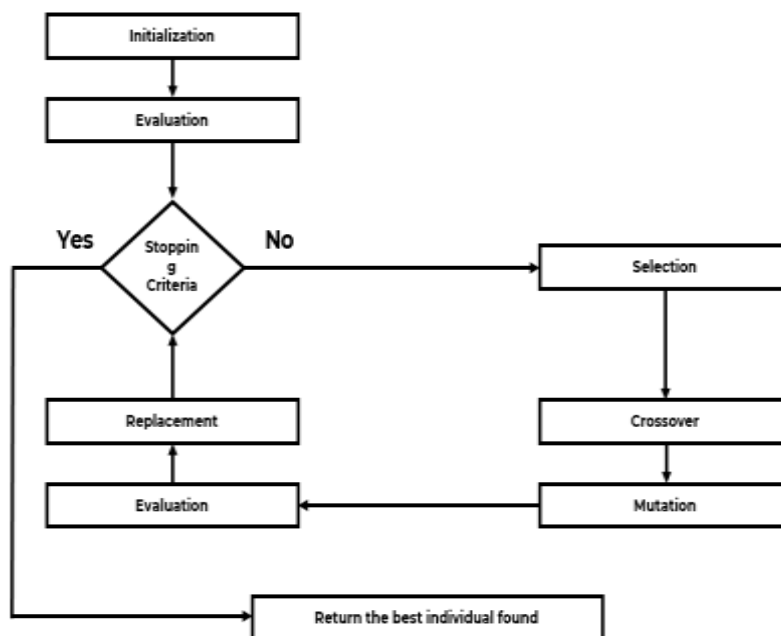 Initialization
Evaluation
Yes
No
Stoppin
g
Criteria
Selection
Replacement
Crossover
Evaluation
Mutation
Return the best individual found